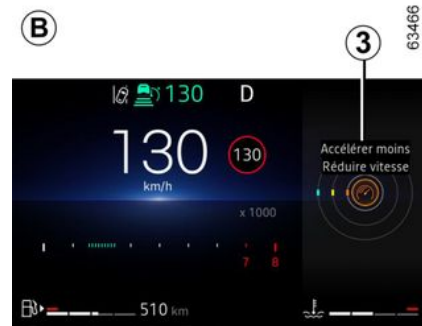 B
3
63466
130
D
130
130
km/h
Accélérer moins
Réduire vitesse
x 1000
7 8
510 km